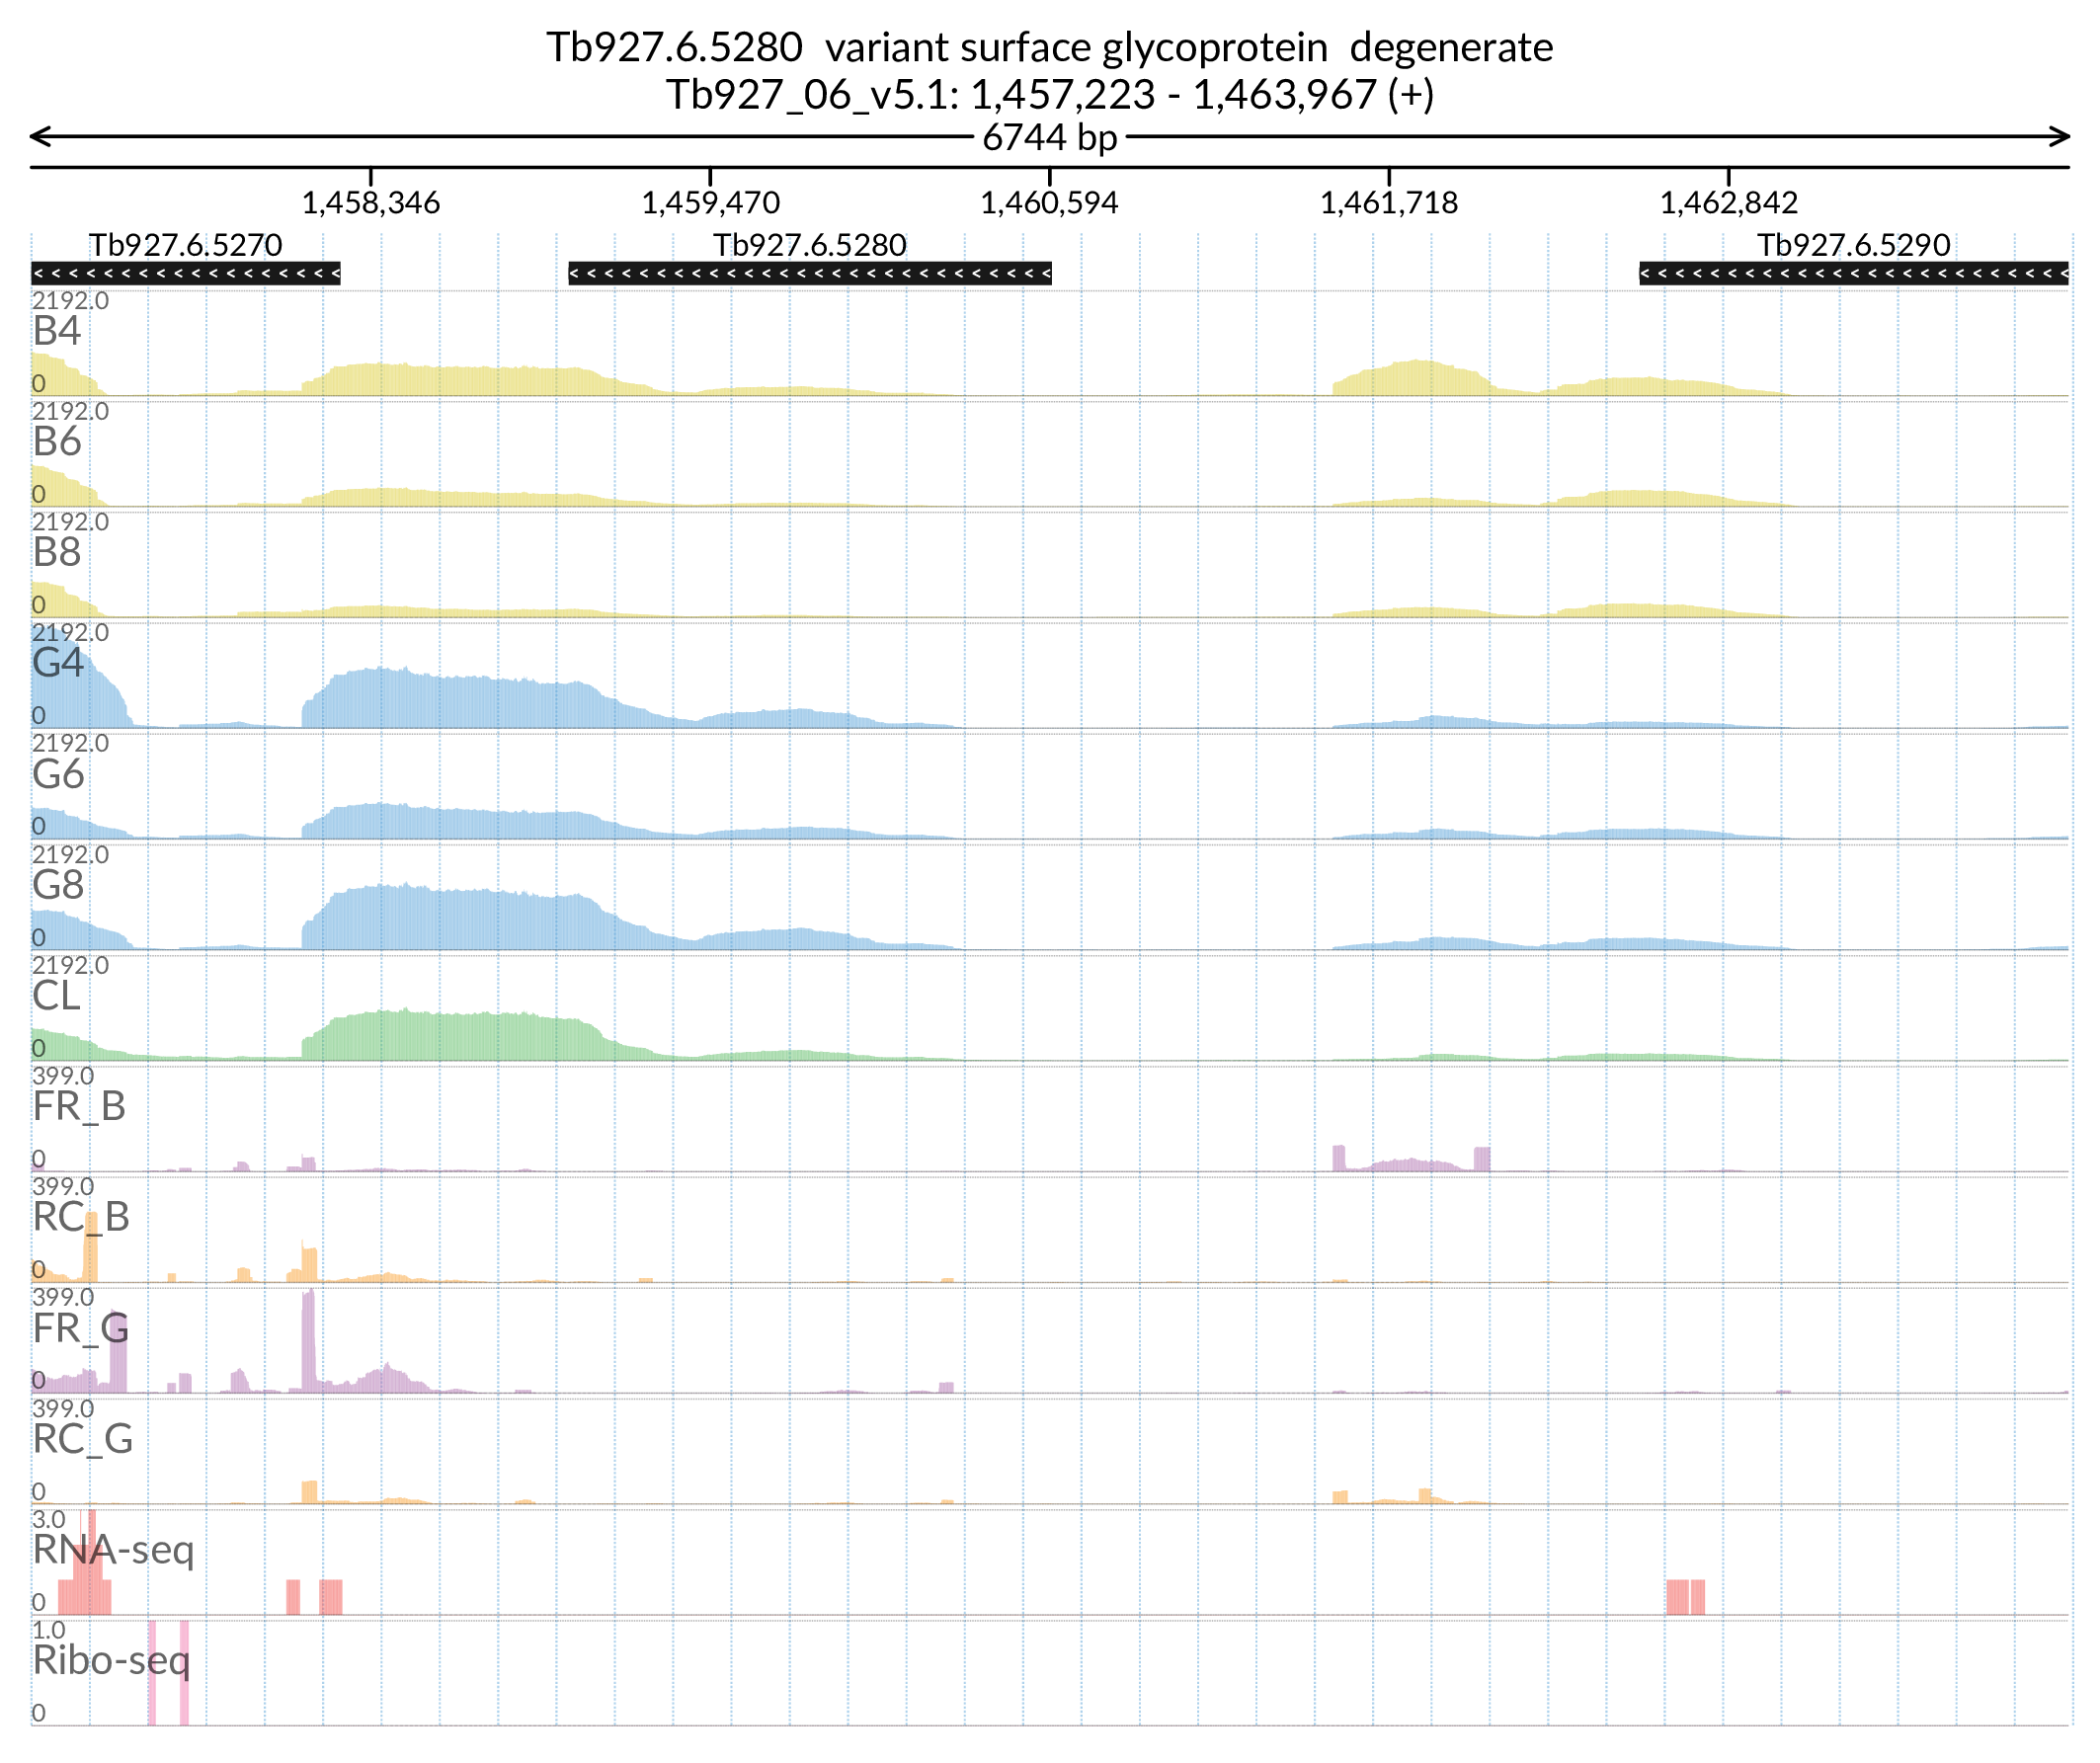 Tb927.6.5280 variant surface glycoprotein degenerate
Tb927_06_v5.1: 1,457,223 - 1,463,967 (+)
6744 bp
1,458,346 1,459,470 1,460,594 1,461,718 1,462,842
Tb927.6.5270 Tb927.6.5280 Tb927.6.5290
2192.0
B4
0
2192.0
B6
0
2192.0
B8
0
2192.0
G4
0
2192.0
G6
0
2192.0
G8
0
2192.0
CL
0
399.0
FR_B
0
399.0
RC_B
0
399.0
FR_G
0
399.0
RC_G
0
3.0
RNA-seq
0
1.0
Ribo-seq
0